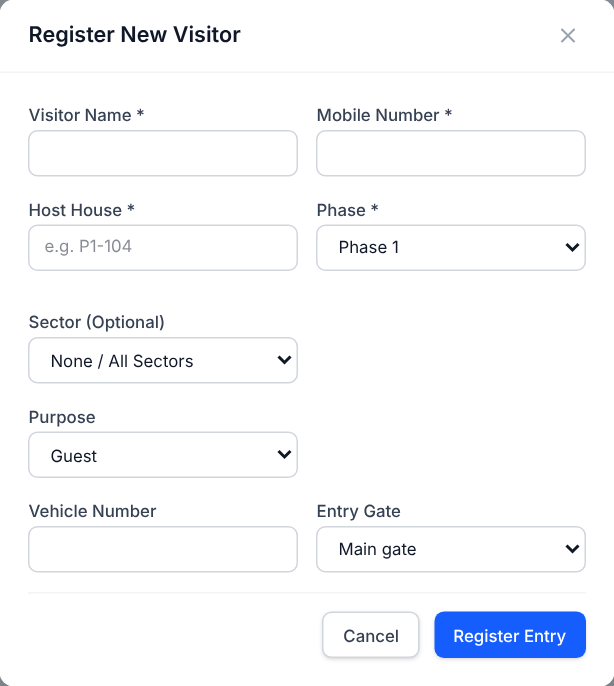 Register New Visitor
Visitor Name *
Mobile Number *
Host House *
Phase *
e.g. P1-104
Phase 1
Sector (Optional)
None / All Sectors
Purpose
Guest
Vehicle Number
Entry Gate
Main gate
Cancel
Register Entry